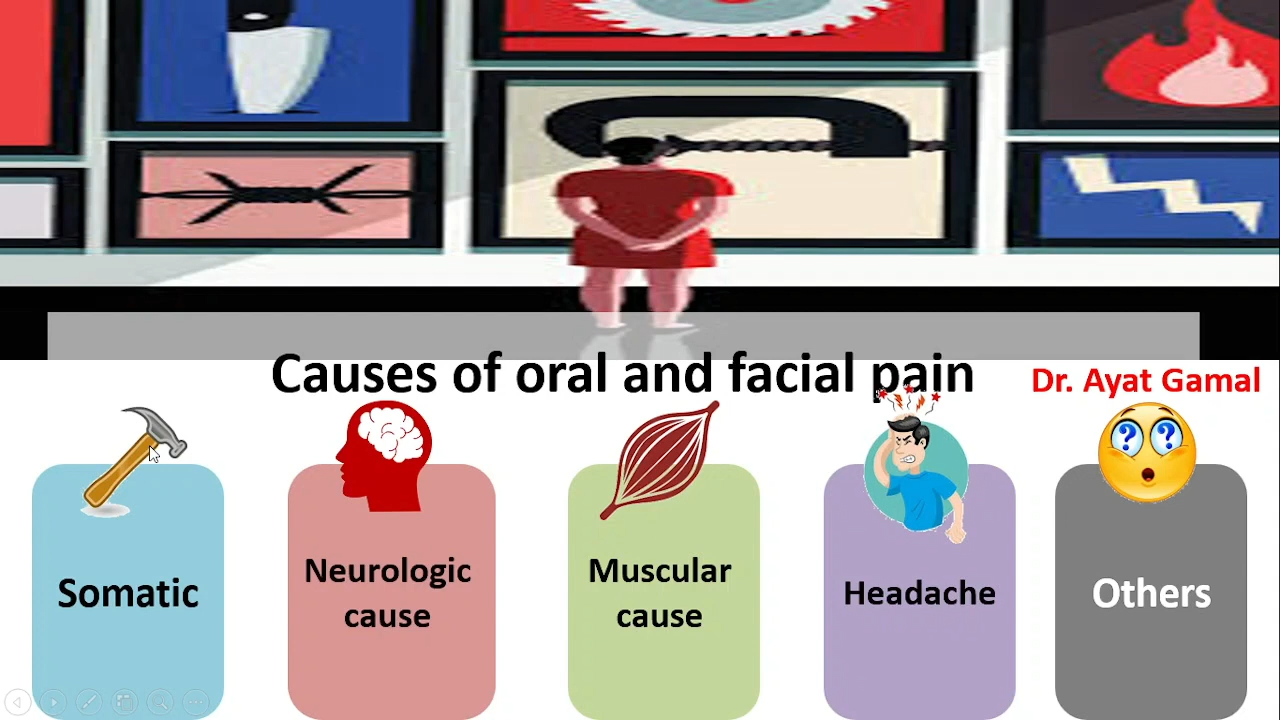 Causes of oral and facial pain
Dr. Ayat Gamal
Somatic
Neurologic
cause
Muscular
cause
Headache
Others